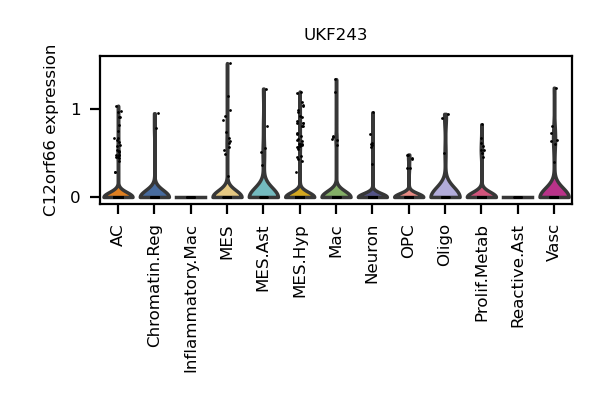 UKF243
C12orf66 expression
1
0
AC
Chromatin.Reg
Inflammatory.Mac
MES
MES.Ast
MES.Hyp
Mac
Neuron
OPC
Oligo
Prolif.Metab
Reactive.Ast
Vasc